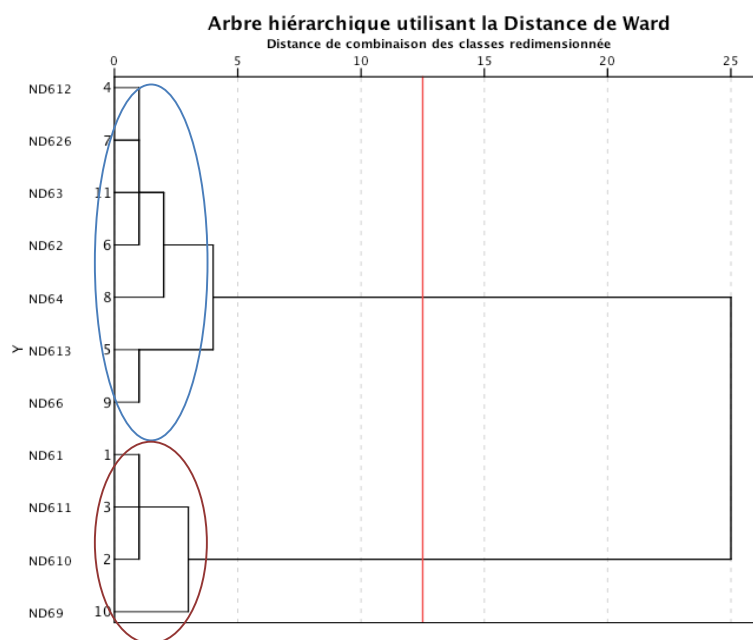 Arbre hiérarchique utilisant la Distance de Ward
Distance de combinaison des classes redimensionnée
0 5 10 15 20 25
ND612 4
ND626 7
ND63 11
ND62 6
ND64 8
Y
ND613 5
ND66 9
ND61 1
ND611 3
ND610 2
ND69 10